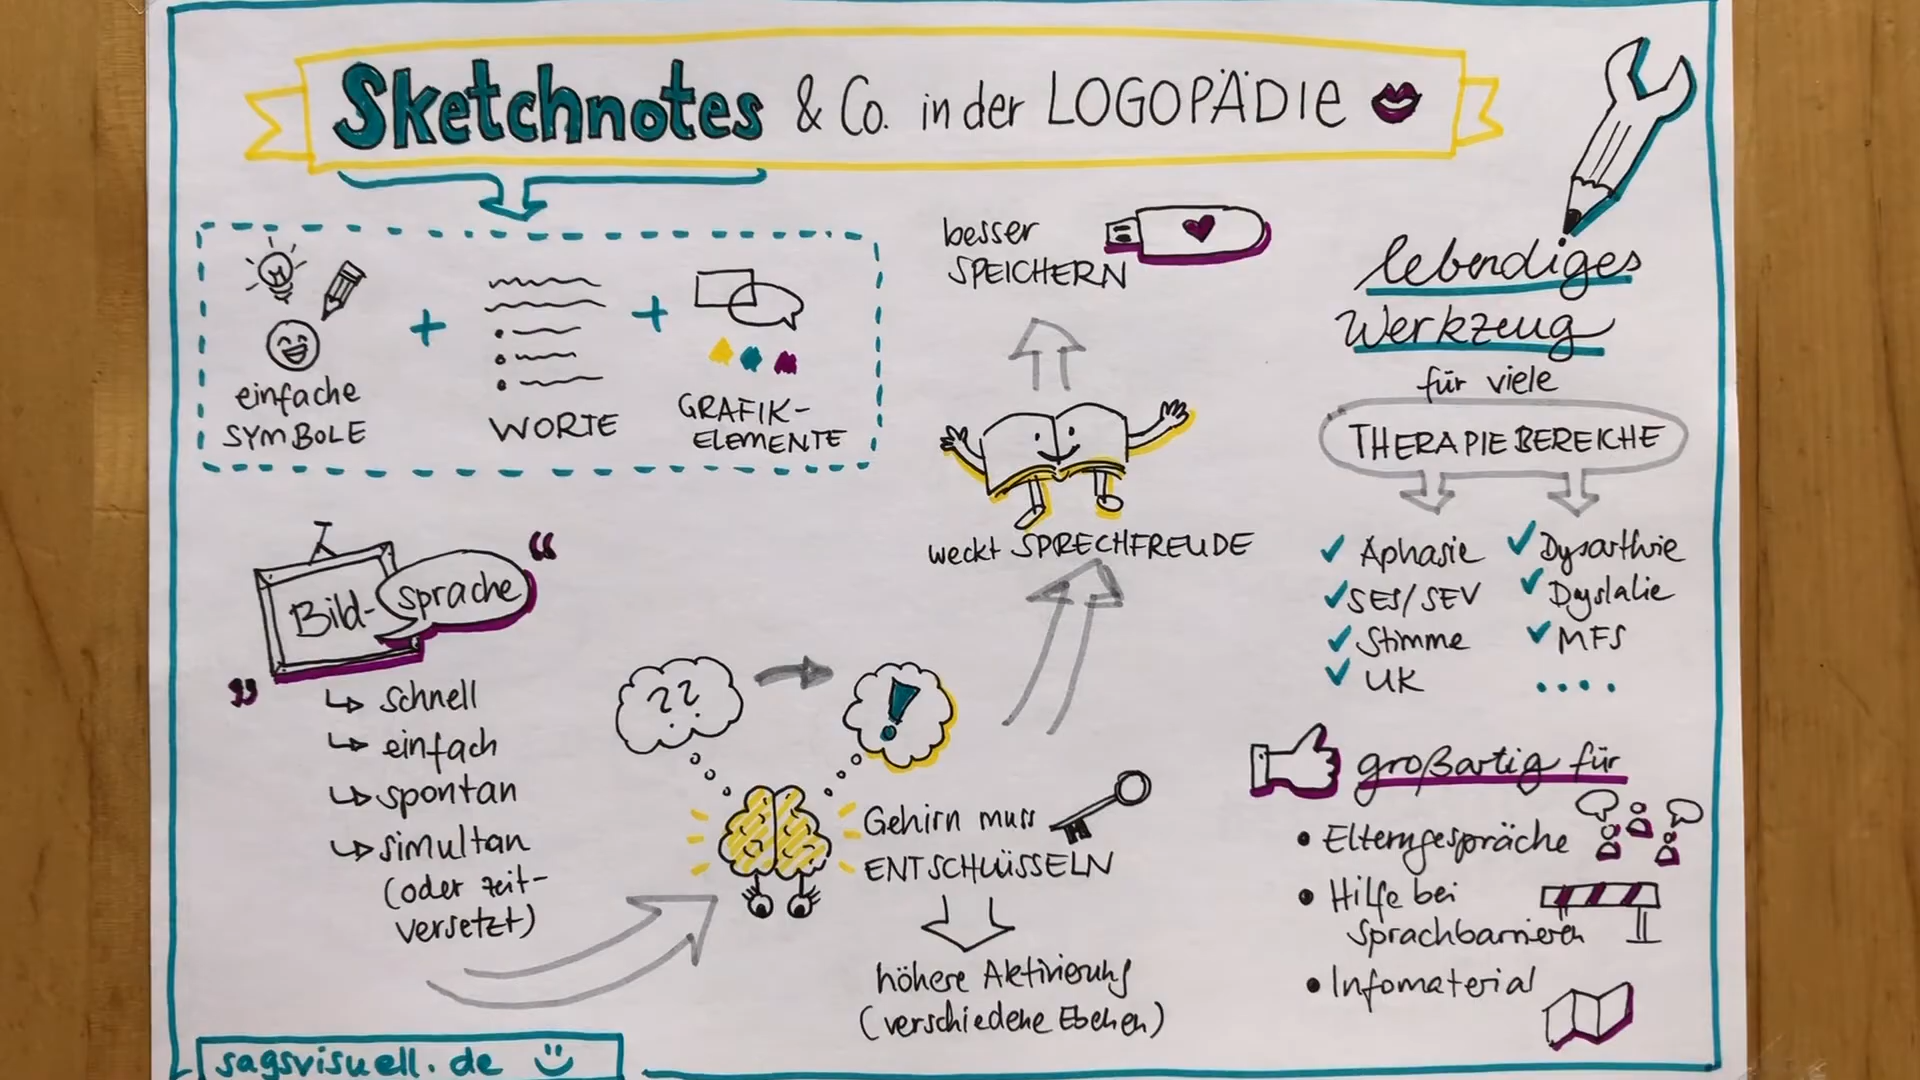 Sketchnotes & Co. in der LOGOPÄDIE
einfache
SYMBOLE
+
WORTE
+
GRAFIK-
ELEMENTE
besser
SPEICHERN
weckt SPRECHFREUDE
lebendiges
Werkzeug
für viele
THERAPIEBEREICHE
✓ Aphasie
✓ SES/SEV
✓ Stimme
✓ UK
✓ Dysarthrie
✓ Dyslalie
✓ MFS
....
Bild-sprache
↳ schnell
↳ einfach
↳ spontan
↳ simultan
(oder zeit-
versetzt)
??
!
Gehirn muss
ENTSCHLÜSSELN
höhere Aktivierung
(verschiedene Ebenen)
großartig für
• Elterngespräche
• Hilfe bei
Sprachbarrieren
• Infomaterial
sagsvisuell.de